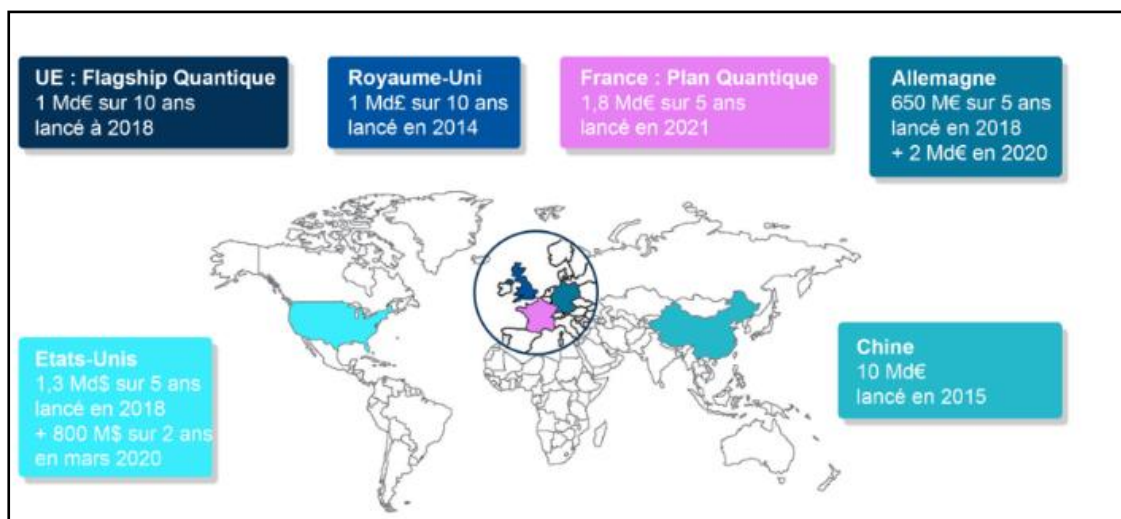 UE : Flagship Quantique
1 Md€ sur 10 ans
lancé à 2018
Royaume-Uni
1 Md£ sur 10 ans
lancé en 2014
France : Plan Quantique
1,8 Md€ sur 5 ans
lancé en 2021
Allemagne
650 M€ sur 5 ans
lancé en 2018
+ 2 Md€ en 2020
Etats-Unis
1,3 Md$ sur 5 ans
lancé en 2018
+ 800 M$ sur 2 ans
en mars 2020
Chine
10 Md€
lancé en 2015